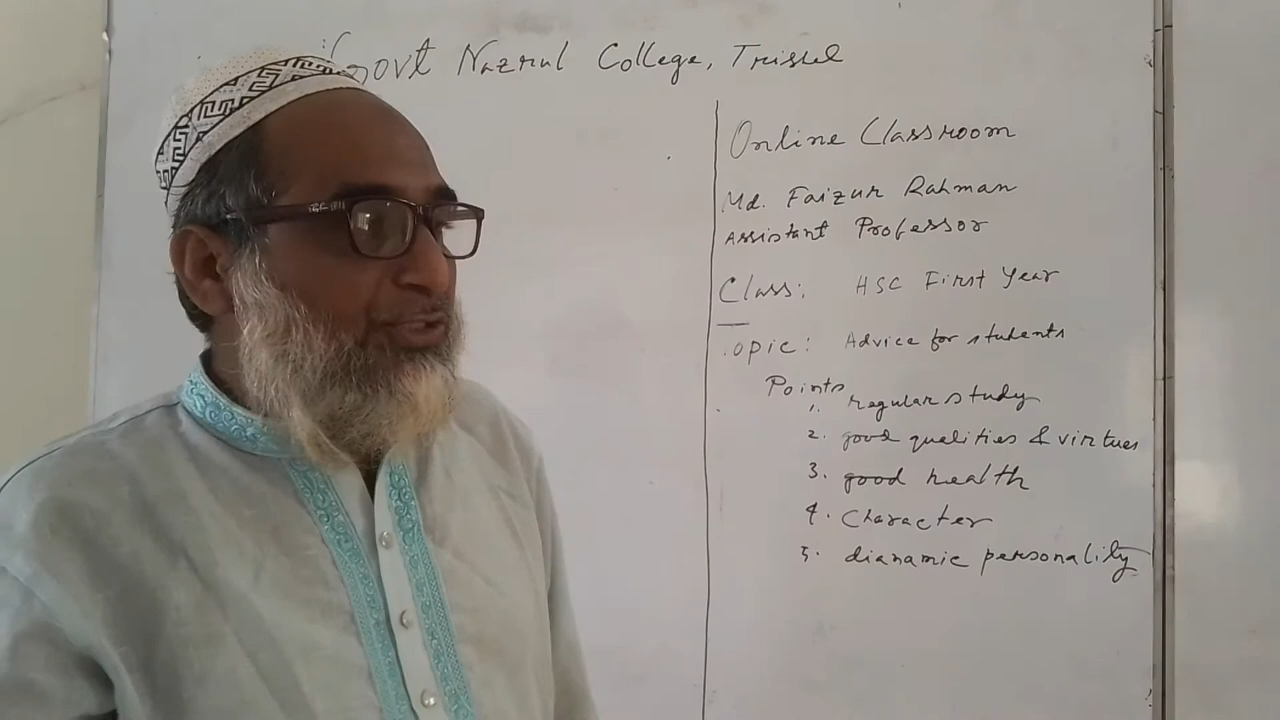 Govt Nazrul College, Trishal
Online Classroom
Md. Faizur Rahman
Assistant Professor
Class: HSC First Year
Topic: Advice for students
Points
1. regular study
2. good qualities & virtues
3. good health
4. Character
5. dianamic personality